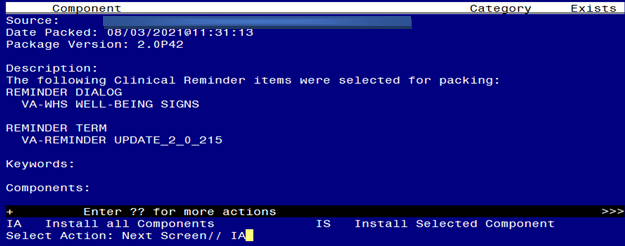 Component Category Exists
Source:
Date Packed: 08/03/2021@11:31:13
Package Version: 2.0P42
Description:
The following Clinical Reminder items were selected for packing:
REMINDER DIALOG
VA-WHS WELL-BEING SIGNS
REMINDER TERM
VA-REMINDER UPDATE_2_0_215
Keywords:
Components:
+ Enter ?? for more actions >>>
IA Install all Components IS Install Selected Component
Select Action: Next Screen// IA